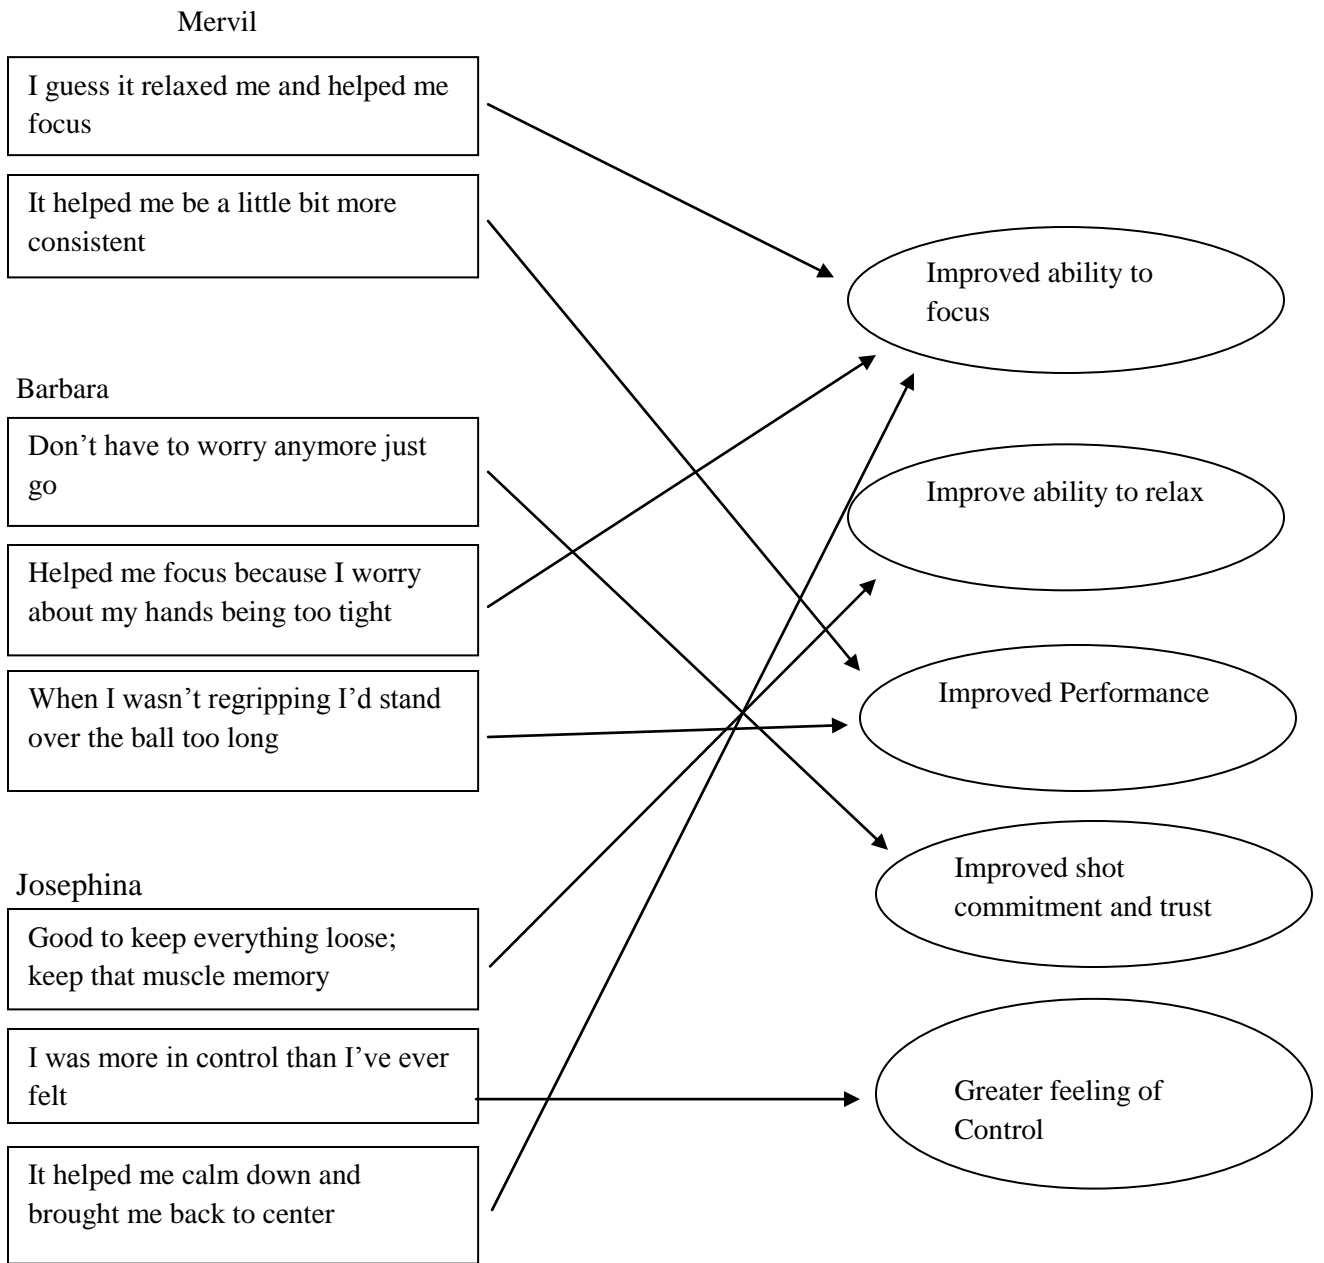 Mervil
I guess it relaxed me and helped me
focus
It helped me be a little bit more
consistent
Barbara
Don’t have to worry anymore just
go
Helped me focus because I worry
about my hands being too tight
When I wasn’t regripping I’d stand
over the ball too long
Josephina
Good to keep everything loose;
keep that muscle memory
I was more in control than I’ve ever
felt
It helped me calm down and
brought me back to center
Improved ability to
focus
Improve ability to relax
Improved Performance
Improved shot
commitment and trust
Greater feeling of
Control